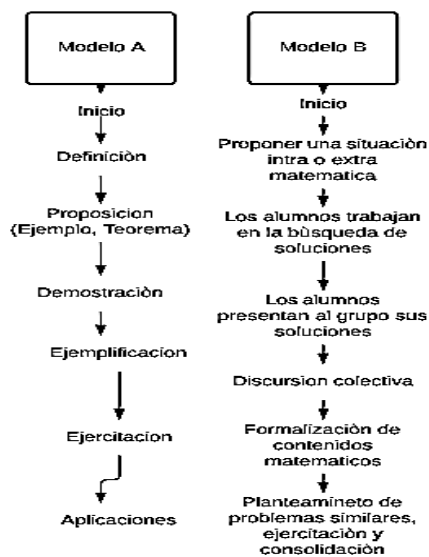 Modelo A
Inicio
Definición
Proposicion
(Ejemplo, Teorema)
Demostración
Ejemplificacion
Ejercitacion
Aplicaciones
Modelo B
Inicio
Proponer una situación
intra o extra
matematica
Los alumnos trabajan
en la bùsqueda de
soluciones
Los alumnos
presentan al grupo sus
soluciones
Discursion colectiva
Formalización de
contenidos
matematicos
Planteamineto de
problemas similares,
ejercitación y
consolidación